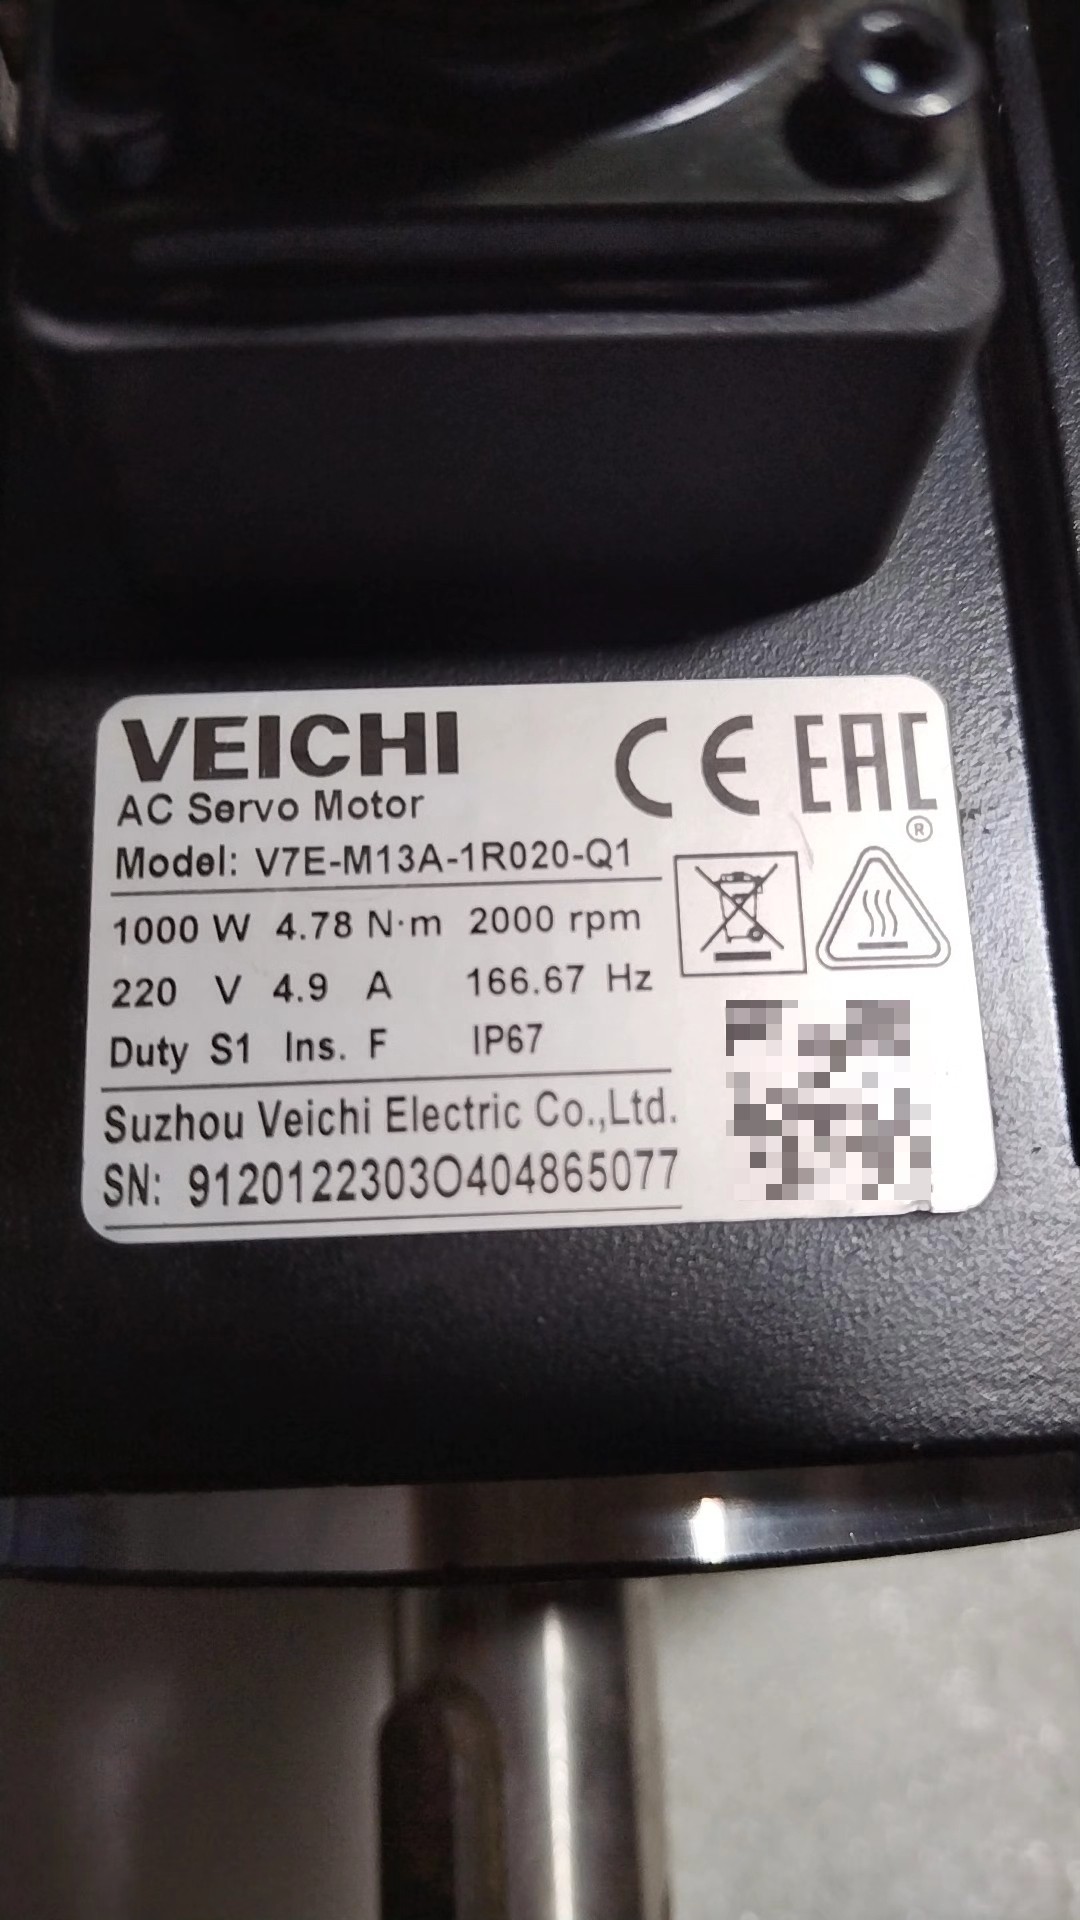 VEICHI
CE EAC
AC Servo Motor
®
Model: V7E-M13A-1R020-Q1
1000 W 4.78 N·m 2000 rpm
220 V 4.9 A 166.67 Hz
Duty S1 Ins. F IP67
Suzhou Veichi Electric Co.,Ltd.
SN: 9120122303O404865077